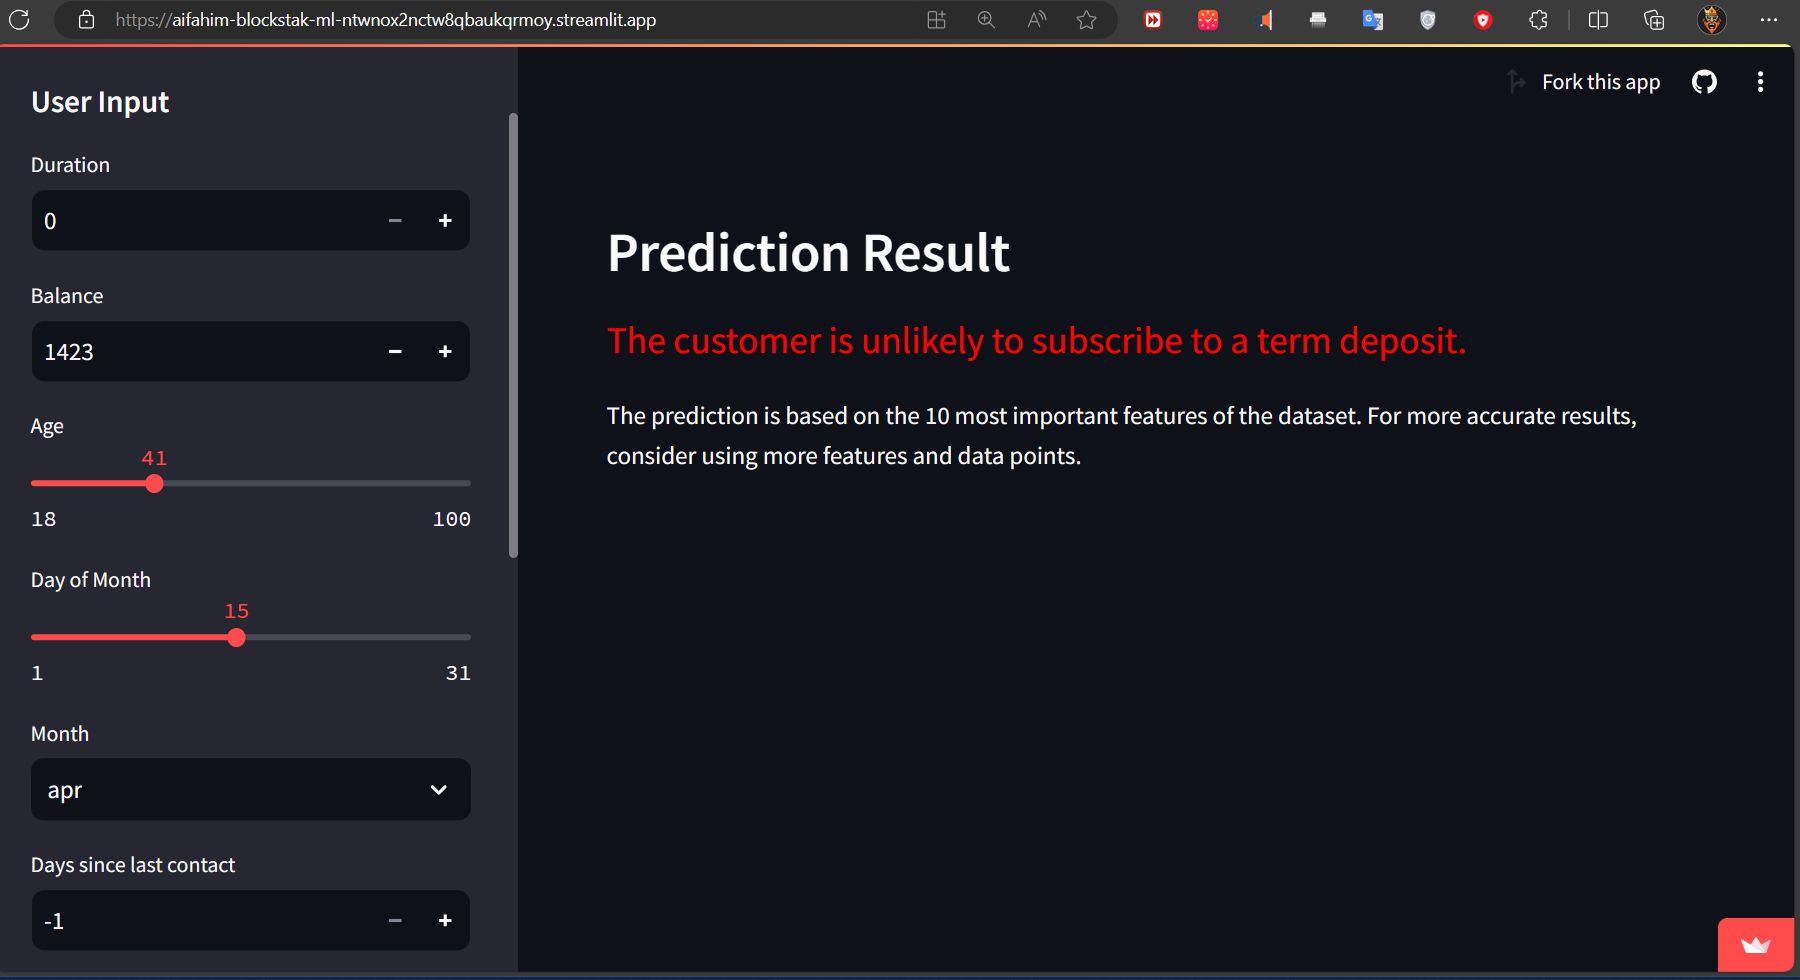 https://aifahim-blockstak-ml-ntwnox2nctw8qbaukqrmoy.streamlit.app
User Input
Duration
0
Balance
1423
Age
41
18 100
Day of Month
15
1 31
Month
apr
Days since last contact
-1
Fork this app
Prediction Result
The customer is unlikely to subscribe to a term deposit.
The prediction is based on the 10 most important features of the dataset. For more accurate results,
consider using more features and data points.